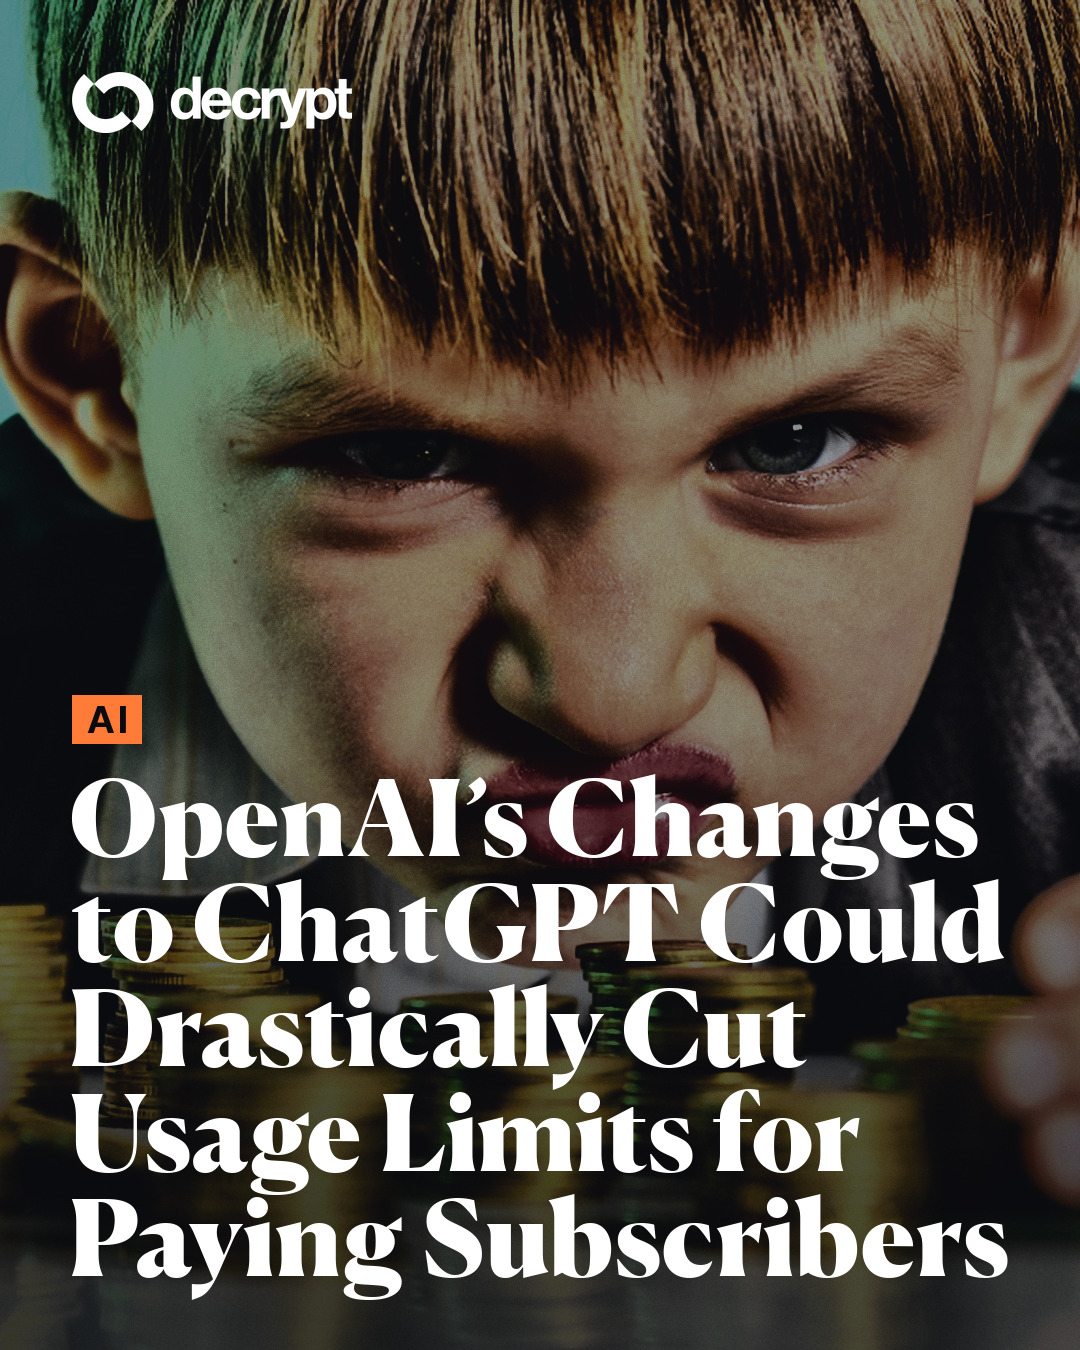 decrypt
AI
OpenAI’s Changes
to ChatGPT Could
Drastically Cut
Usage Limits for
Paying Subscribers